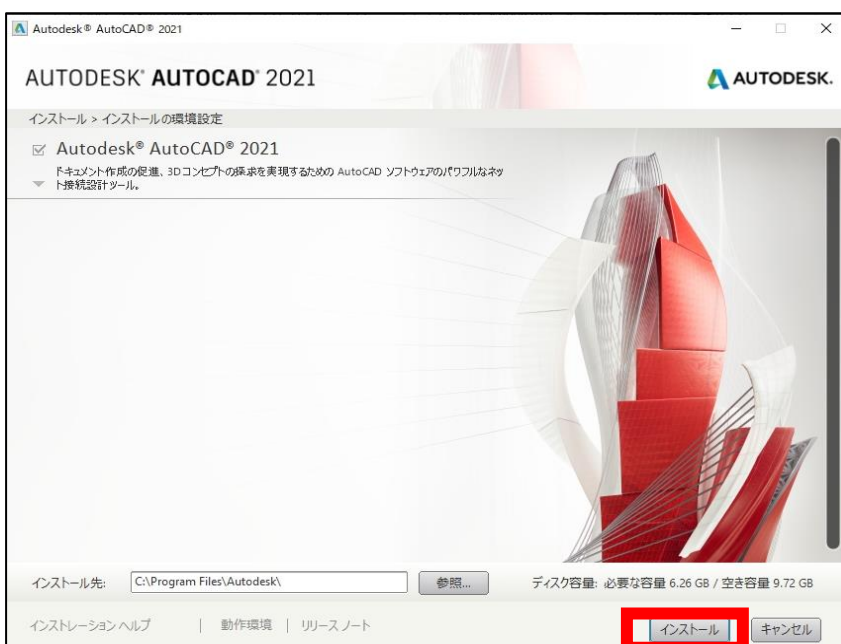 Autodesk® AutoCAD® 2021
AUTODESK® AUTOCAD® 2021
AUTODESK.
インストール > インストールの環境設定
Autodesk® AutoCAD® 2021
ドキュメント作成の促進、3Dコンセプトの探求を実現するための AutoCAD ソフトウェアのパワフルなネッ
ト接続設計ツール。
インストール先: C:\Program Files\Autodesk\ 参照... ディスク容量: 必要な容量 6.26 GB / 空き容量 9.72 GB
インストレーション ヘルプ | 動作環境 | リリース ノート インストール キャンセル